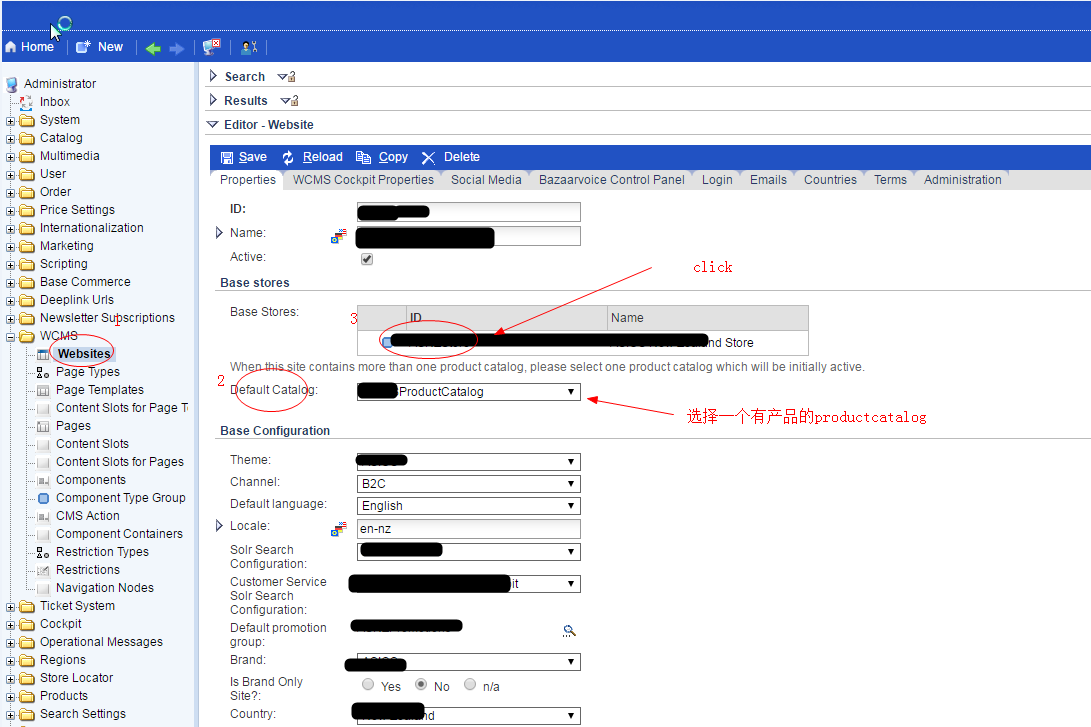 Home New
Administrator
Inbox
System
Catalog
Multimedia
User
Order
Price Settings
Internationalization
Marketing
Scripting
Base Commerce
Deeplink Urls
Newsletter Subscriptions
WCMS
Websites
Page Types
Page Templates
Content Slots for Page T
Pages
Content Slots
Content Slots for Pages
Components
Component Type Group
CMS Action
Component Containers
Restriction Types
Restrictions
Navigation Nodes
Ticket System
Cockpit
Operational Messages
Regions
Store Locator
Products
Search Settings
Search
Results
Editor - Website
Save Reload Copy Delete
Properties WCMS Cockpit Properties Social Media Bazaarvoice Control Panel Login Emails Countries Terms Administration
ID:
Name:
Active:
click
Base stores
Base Stores:
3
ID Name
Store
When this site contains more than one product catalog, please select one product catalog which will be initially active.
2
Default Catalog: ProductCatalog
选择一个有产品的productcatalog
Base Configuration
Theme:
Channel: B2C
Default language: English
Locale: en-nz
Solr Search
Configuration:
Customer Service
Solr Search
Configuration:
it
Default promotion
group:
Brand:
Is Brand Only
Site?:
Yes No n/a
Country: